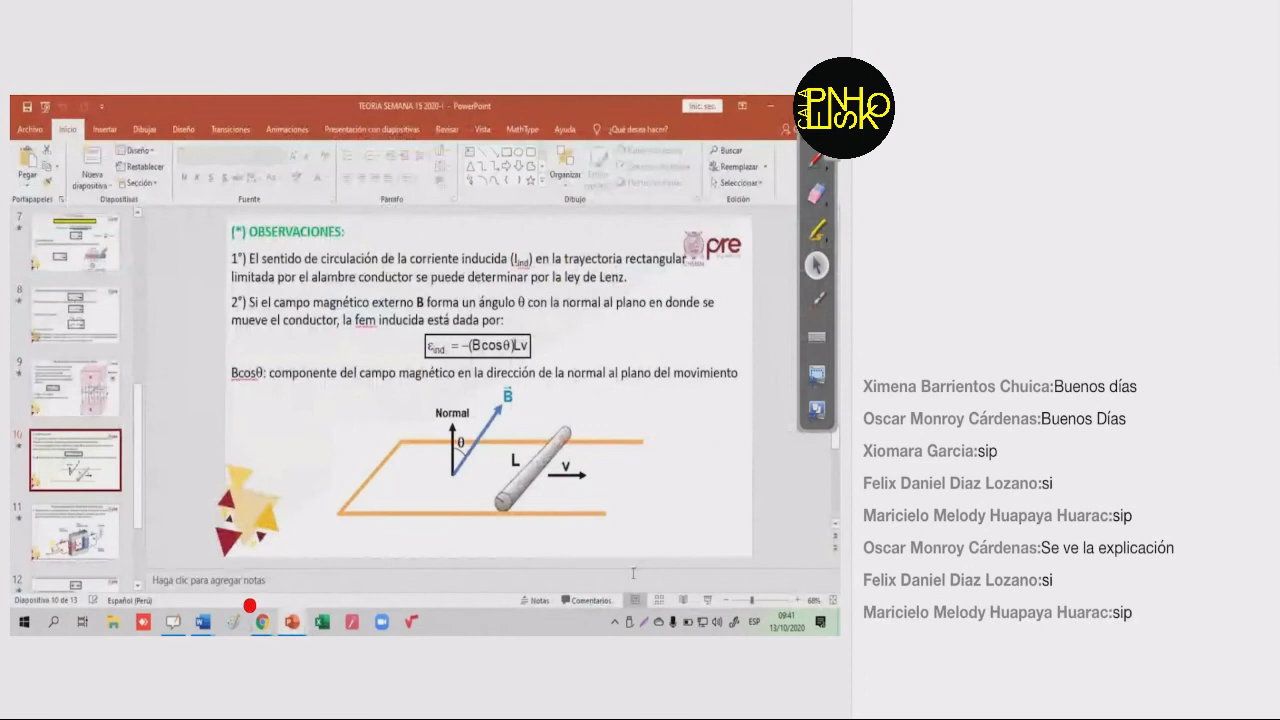 TEORIA SEMANA 15 2020-I - PowerPoint
Inic. ses.
Archivo Inicio Insertar Dibujar Diseño Transiciones Animaciones Presentación con diapositivas Revisar Vista MathType Ayuda ¿Qué desea hacer?
Pegar
Nueva diapositiva
Diseño
Restablecer
Sección
Organizar
Buscar
Reemplazar
Seleccionar
Portapapeles Diapositivas Fuente Párrafo Dibujo Edición
7
8
9
10
11
12
(*) OBSERVACIONES:
pre
1°) El sentido de circulación de la corriente inducida (Iind) en la trayectoria rectangular
limitada por el alambre conductor se puede determinar por la ley de Lenz.
2°) Si el campo magnético externo B forma un ángulo θ con la normal al plano en donde se
mueve el conductor, la fem inducida está dada por:
εind. = −(Bcosθ)Lv
Bcosθ: componente del campo magnético en la dirección de la normal al plano del movimiento
B
Normal
θ
L
v
Haga clic para agregar notas
Diapositiva 10 de 13 Español (Perú) Notas Comentarios 68%
ESP
09:41
13/10/2020
Ximena Barrientos Chuica:Buenos días
Oscar Monroy Cárdenas:Buenos Días
Xiomara Garcia:sip
Felix Daniel Diaz Lozano:si
Maricielo Melody Huapaya Huarac:sip
Oscar Monroy Cárdenas:Se ve la explicación
Felix Daniel Diaz Lozano:si
Maricielo Melody Huapaya Huarac:sip